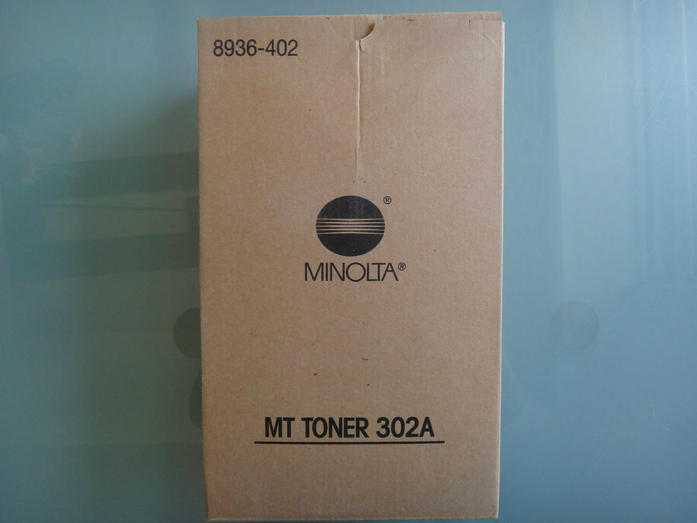 8936-402
®
MINOLTA®
MT TONER 302A